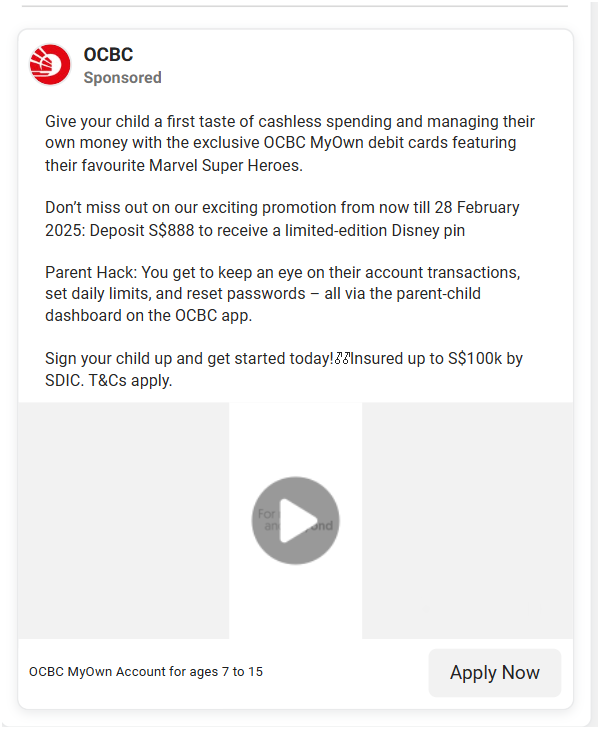 OCBC
Sponsored
Give your child a first taste of cashless spending and managing their
own money with the exclusive OCBC MyOwn debit cards featuring
their favourite Marvel Super Heroes.
Don’t miss out on our exciting promotion from now till 28 February
2025: Deposit S$888 to receive a limited-edition Disney pin
Parent Hack: You get to keep an eye on their account transactions,
set daily limits, and reset passwords – all via the parent-child
dashboard on the OCBC app.
Sign your child up and get started today!Insured up to S$100k by
SDIC. T&Cs apply.
For
OCBC MyOwn Account for ages 7 to 15
Apply Now